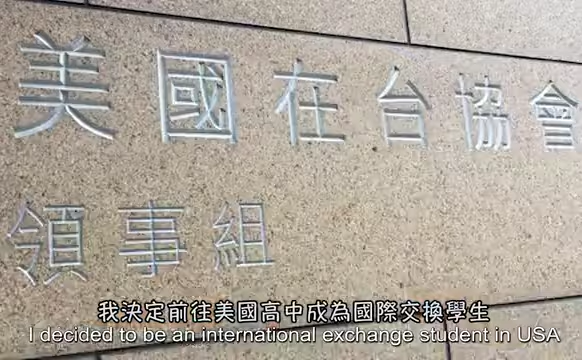 美國在台協會
領事組
我決定前往美國高中成為國際交換學生
I decided to be an international exchange student in USA